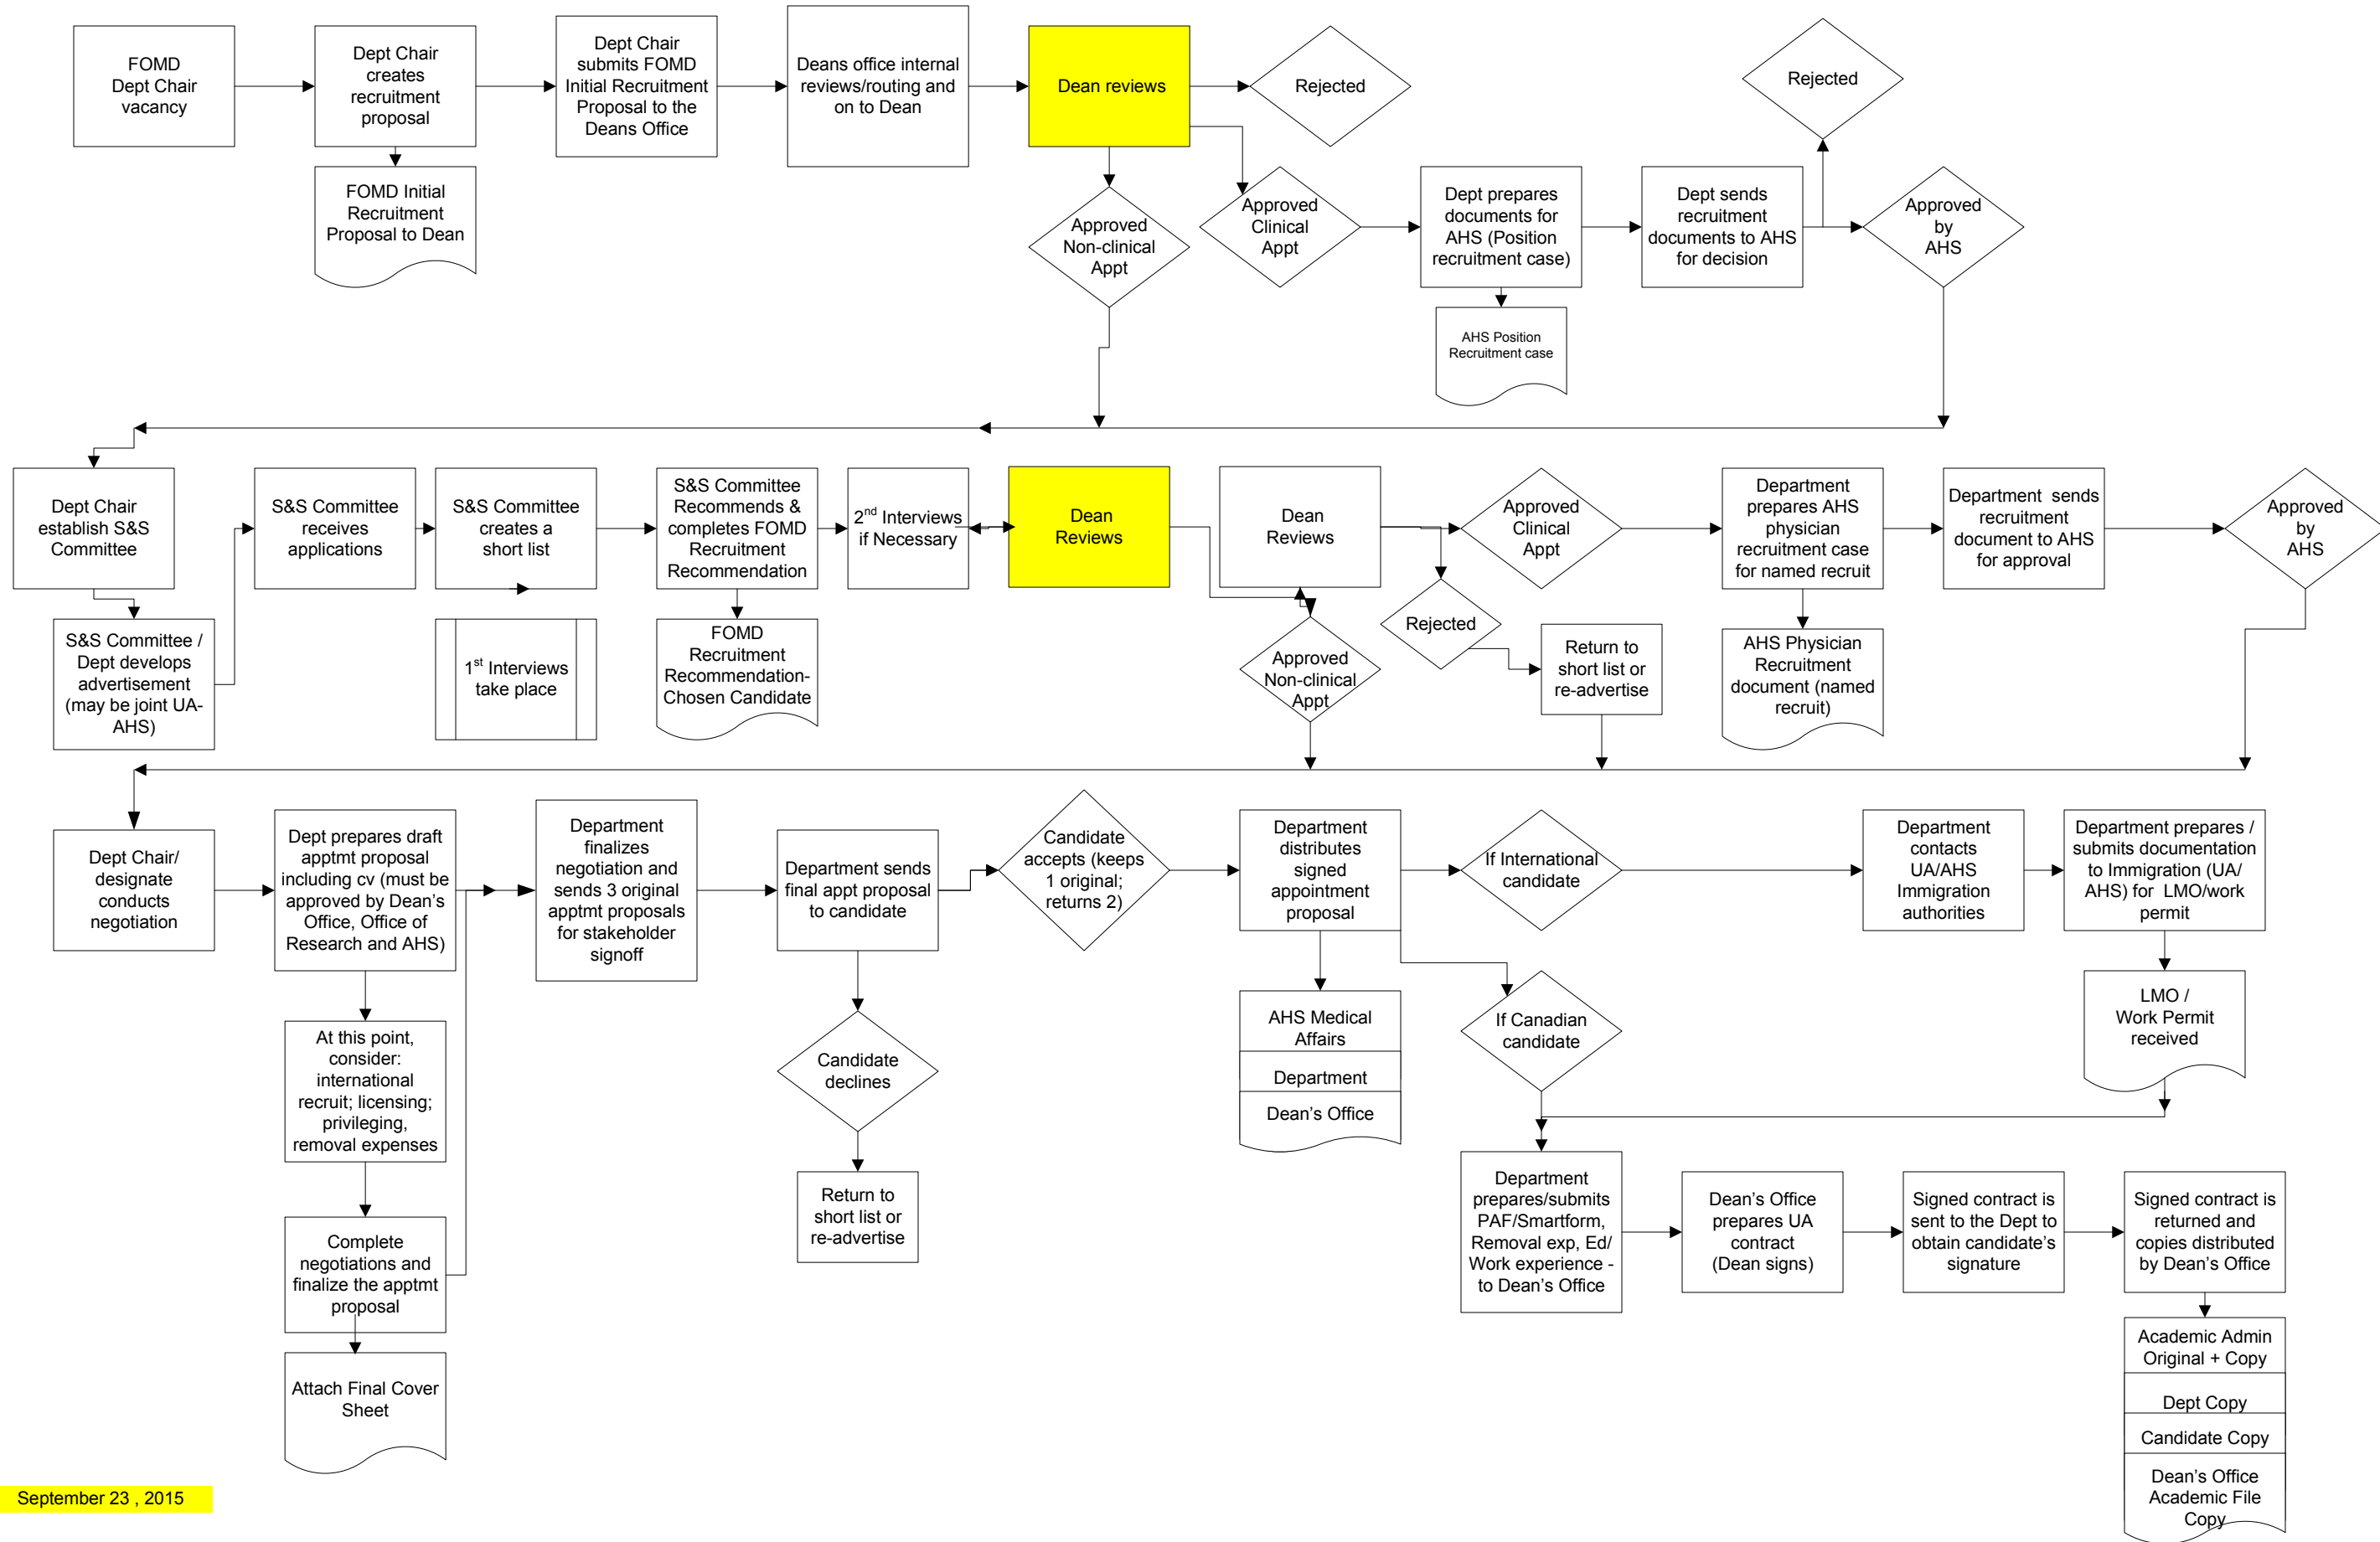 FOMD
Dept Chair
vacancy
Dept Chair
creates
recruitment
proposal
Dept Chair
submits FOMD
Initial Recruitment
Proposal to the
Deans Office
Deans office internal
reviews/routing and
on to Dean
Dean reviews
Rejected
Rejected
FOMD Initial
Recruitment
Proposal to Dean
Approved
Non-clinical
Appt
Approved
Clinical
Appt
Dept prepares
documents for
AHS (Position
recruitment case)
Dept sends
recruitment
documents to AHS
for decision
Approved
by
AHS
AHS Position
Recruitment case
Dept Chair
establish S&S
Committee
S&S Committee
receives
applications
S&S Committee
creates a
short list
S&S Committee
Recommends &
completes FOMD
Recruitment
Recommendation
2nd Interviews
if Necessary
Dean
Reviews
Dean
Reviews
Approved
Clinical
Appt
Department
prepares AHS
physician
recruitment case
for named recruit
Department  sends
recruitment
document to AHS
for approval
Approved
by
AHS
S&S Committee /
Dept develops
advertisement
(may be joint UA-
AHS)
1st Interviews
take place
FOMD
Recruitment
Recommendation-
Chosen Candidate
Approved
Non-clinical
Appt
Rejected
Return to
short list or
re-advertise
AHS Physician
Recruitment
document (named
recruit)
Dept Chair/
designate
conducts
negotiation
Dept prepares draft
apptmt proposal
including cv (must be
approved by Dean's
Office, Office of
Research and AHS)
Department
finalizes
negotiation and
sends 3 original
apptmt proposals
for stakeholder
signoff
Department sends
final appt proposal
to candidate
Candidate
accepts (keeps
1 original;
returns 2)
Department
distributes
signed
appointment
proposal
If International
candidate
Department
contacts
UA/AHS
Immigration
authorities
Department prepares /
submits documentation
to Immigration (UA/
AHS) for  LMO/work
permit
At this point,
consider:
international
recruit; licensing;
privileging,
removal expenses
Candidate
declines
AHS Medical
Affairs
Department
Dean's Office
If Canadian
candidate
LMO /
Work Permit
received
Complete
negotiations and
finalize the apptmt
proposal
Return to
short list or
re-advertise
Department
prepares/submits
PAF/Smartform,
Removal exp, Ed/
Work experience -
to Dean's Office
Dean's Office
prepares UA
contract
(Dean signs)
Signed contract is
sent to the Dept to
obtain candidate's
signature
Signed contract is
returned and
copies distributed
by Dean's Office
Attach Final Cover
Sheet
Academic Admin
Original + Copy
Dept Copy
Candidate Copy
Dean's Office
Academic File
Copy
September 23 , 2015